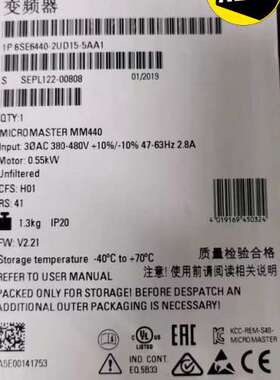 变频器
1P 6SE6440-2UD15-5AA1
S SEPL122-00808 01/2019
QTY:1
MICROMASTER MM440
Input: 3ØAC 380-480V +10%/-10% 47-63Hz 2.8A
Motor: 0.55kW
Unfiltered
CFS: H01
RS: 41
1.3kg IP20
4019169450324
FW: V2.21
质量检验合格
Storage temperature -40°C to +70°C
REFER TO USER MANUAL
注意!使用前请阅读相关说明
PACKED ONLY FOR STORAGE! BEFORE DESPATCH AN
ADDITIONAL OUTER PACKAGING IS NECESSARY!
UL
LISTED
EAC
KCC-REM-S49-
MICROMASTER
IND CONT.
EQ.5B33
A5E00141753